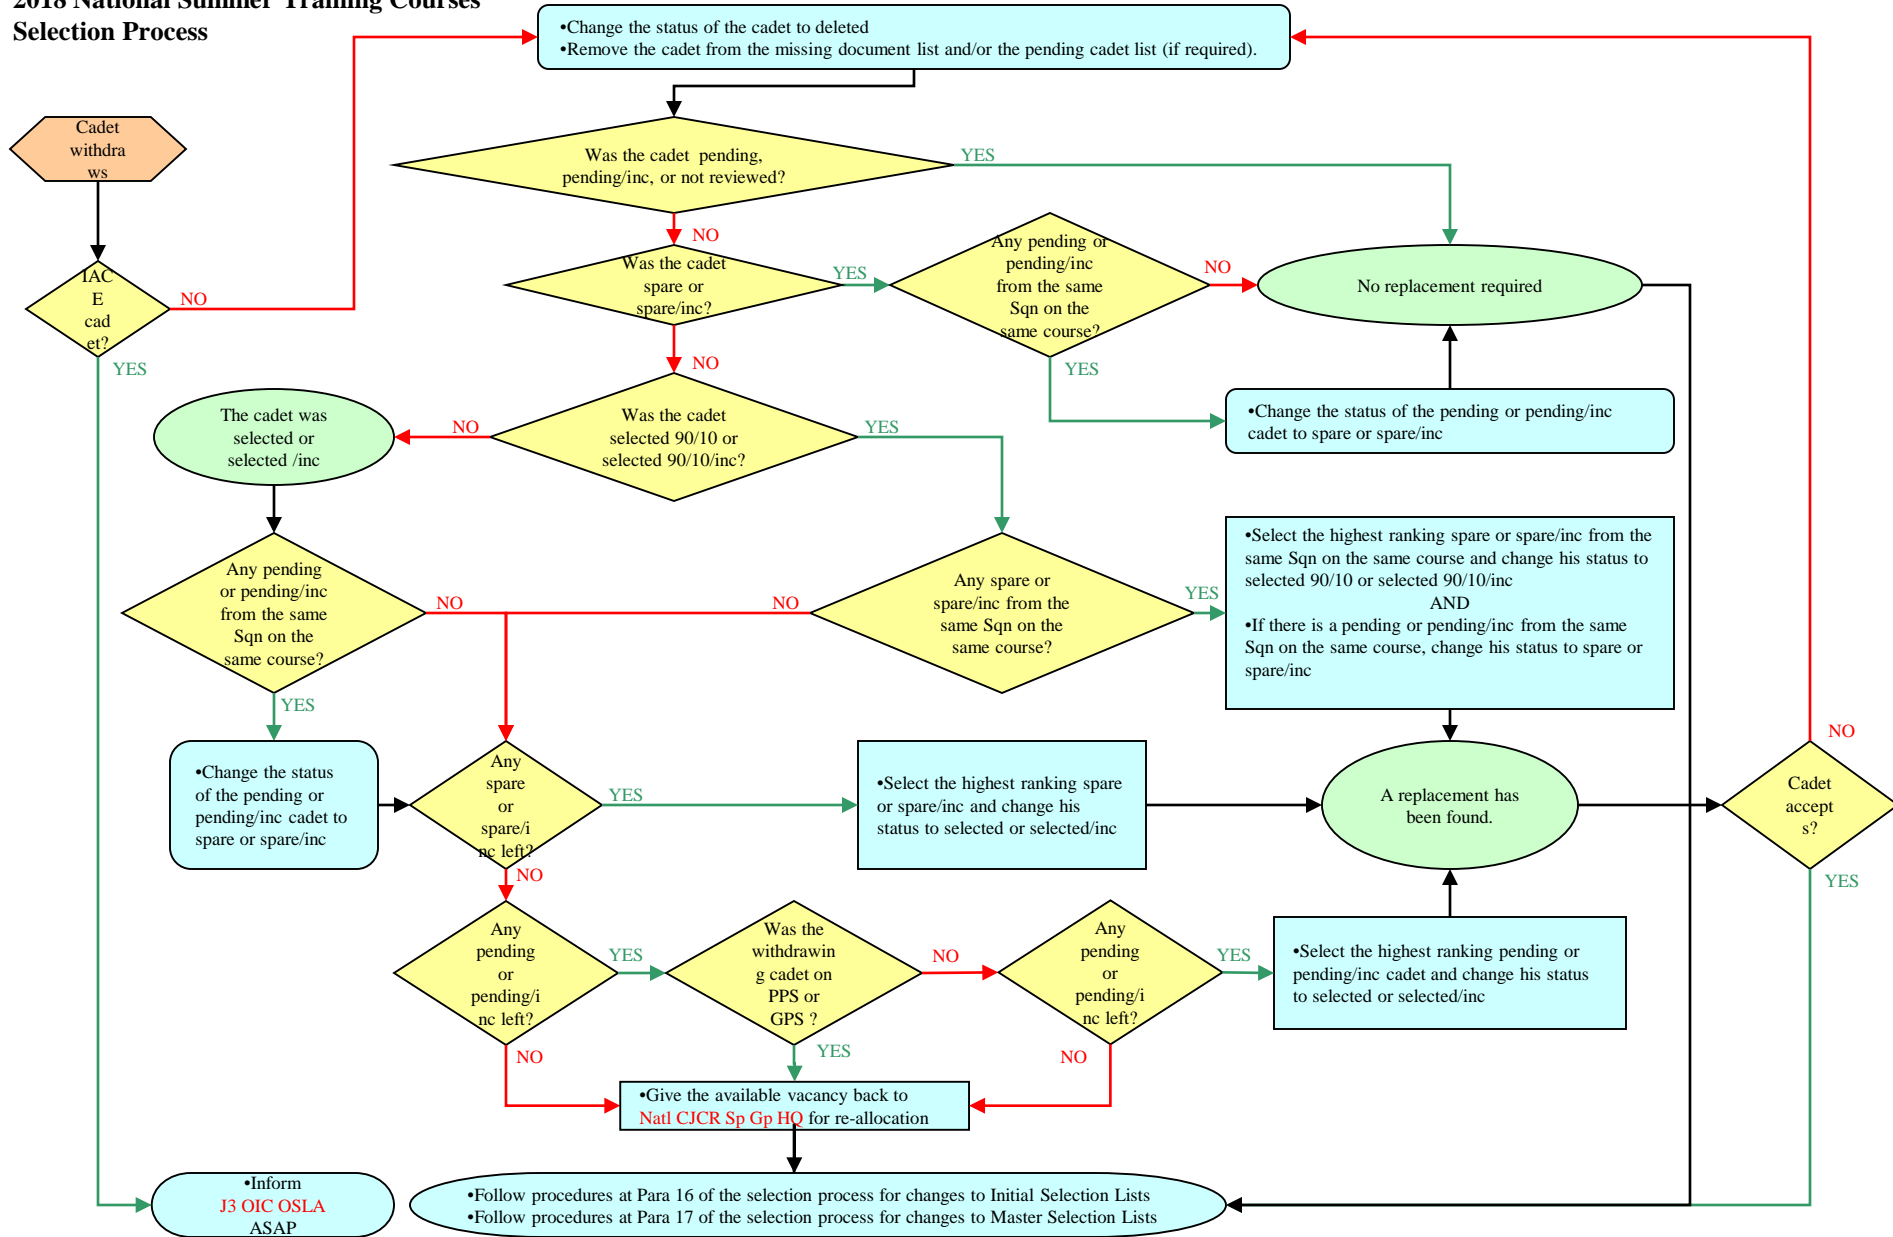 2018 National Summer Training Courses
Selection Process
•Change the status of the cadet to deleted
•Remove the cadet from the missing document list and/or the pending cadet list (if required).
Cadet
withdra
ws
Was the cadet pending,
pending/inc, or not reviewed?
YES
NO
IAC
E
cad
et?
NO
YES
Was the cadet
spare or
spare/inc?
YES
NO
Any pending or
pending/inc
from the same
Sqn on the
same course?
NO
YES
No replacement required
•Change the status of the pending or pending/inc
cadet to spare or spare/inc
The cadet was
selected or
selected /inc
NO
Was the cadet
selected 90/10 or
selected 90/10/inc?
YES
Any pending
or pending/inc
from the same
Sqn on the
same course?
NO
YES
NO
Any spare or
spare/inc from the
same Sqn on the
same course?
YES
•Select the highest ranking spare or spare/inc from the
same Sqn on the same course and change his status to
selected 90/10 or selected 90/10/inc
AND
•If there is a pending or pending/inc from the same
Sqn on the same course, change his status to spare or
spare/inc
•Change the status
of the pending or
pending/inc cadet to
spare or spare/inc
Any
spare
or
spare/i
nc left?
YES
NO
•Select the highest ranking spare
or spare/inc and change his
status to selected or selected/inc
A replacement has
been found.
NO
Cadet
accept
s?
YES
Any
pending
or
pending/i
nc left?
YES
NO
Was the
withdrawin
g cadet on
PPS or
GPS ?
NO
YES
Any
pending
or
pending/i
nc left?
YES
NO
•Select the highest ranking pending or
pending/inc cadet and change his status
to selected or selected/inc
•Give the available vacancy back to
Natl CJCR Sp Gp HQ for re-allocation
•Inform
J3 OIC OSLA
ASAP
•Follow procedures at Para 16 of the selection process for changes to Initial Selection Lists
•Follow procedures at Para 17 of the selection process for changes to Master Selection Lists